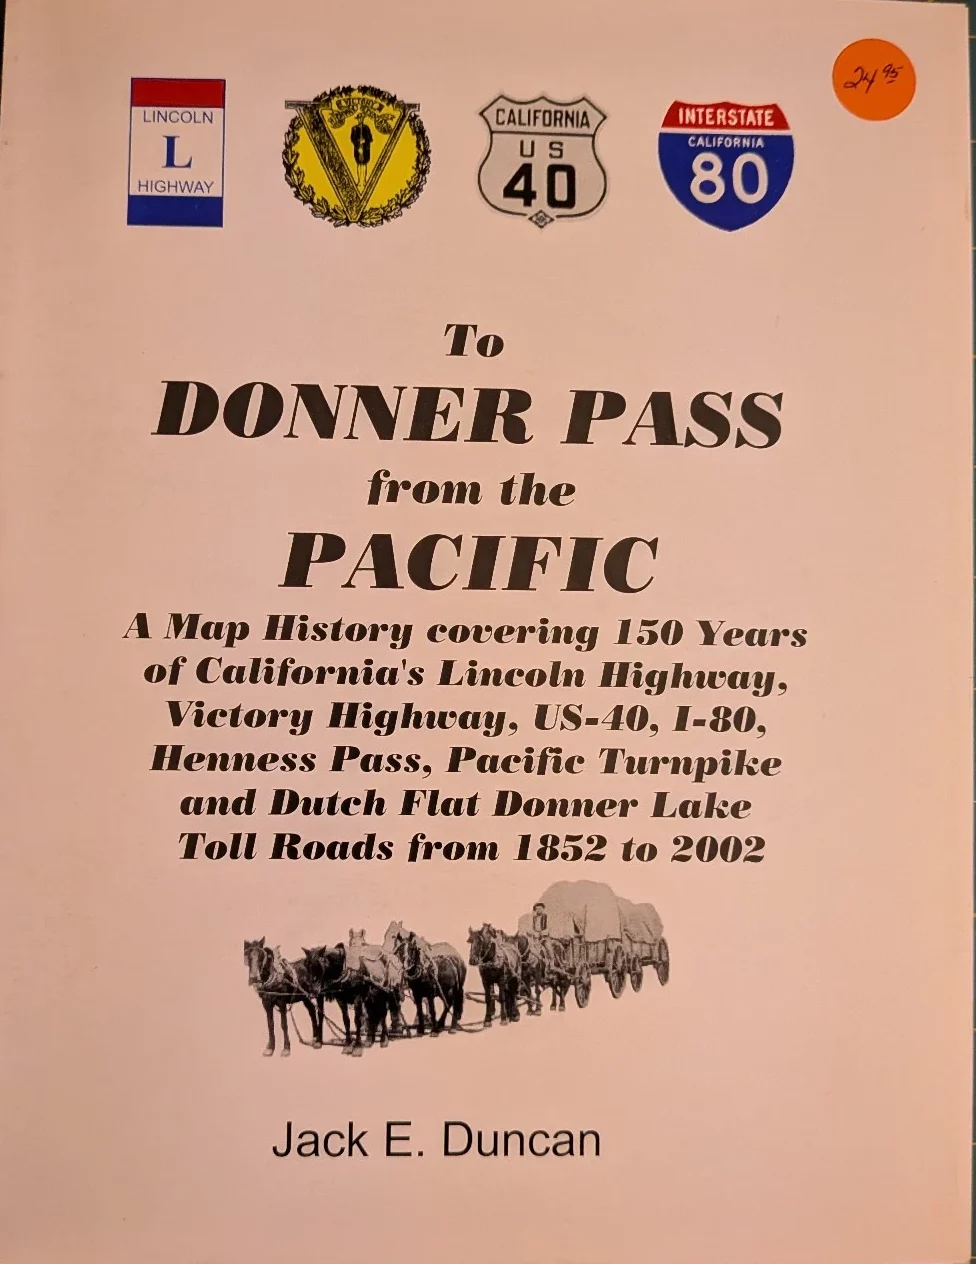 LINCOLN
L
HIGHWAY
CALIFORNIA
US
40
INTERSTATE
CALIFORNIA
80
24 95
To
DONNER PASS
from the
PACIFIC
A Map History covering 150 Years
of California's Lincoln Highway,
Victory Highway, US-40, I-80,
Henness Pass, Pacific Turnpike
and Dutch Flat Donner Lake
Toll Roads from 1852 to 2002
Jack E. Duncan